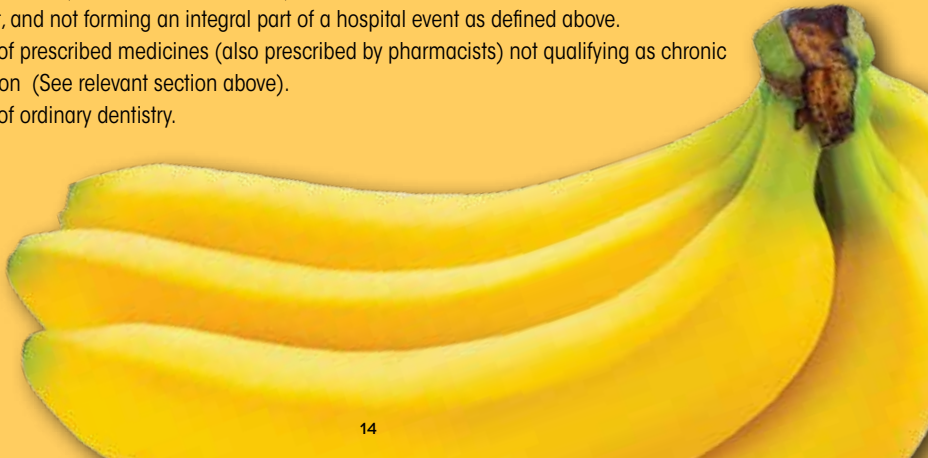 , and not forming an integral part of a hospital event as defined above.
of prescribed medicines (also prescribed by pharmacists) not qualifying as chronic
on (See relevant section above).
of ordinary dentistry.
14